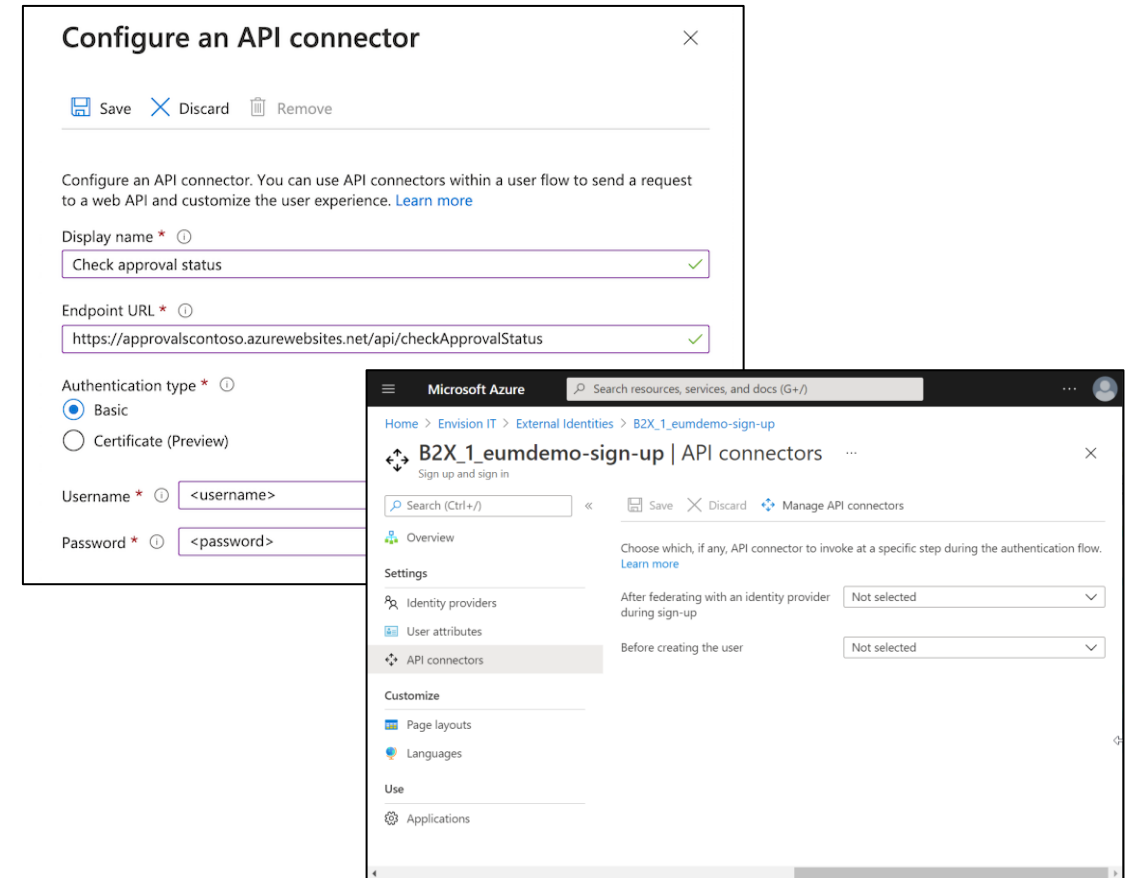 Configure an API connector
Save Discard Remove
Configure an API connector. You can use API connectors within a user flow to send a request
to a web API and customize the user experience. Learn more
Display name *
Check approval status
Endpoint URL *
https://approvalscontoso.azurewebsites.net/api/checkApprovalStatus
Authentication type *
Basic
Certificate (Preview)
Username * <username>
Password * <password>
Microsoft Azure Search resources, services, and docs (G+/) ...
Home > Envision IT > External Identities > B2X_1_eumdemo-sign-up
B2X_1_eumdemo-sign-up | API connectors ...
Sign up and sign in
Search (Ctrl+/) «
Overview
Settings
Identity providers
User attributes
API connectors
Customize
Page layouts
Languages
Use
Applications
Save Discard Manage API connectors
Choose which, if any, API connector to invoke at a specific step during the authentication flow.
Learn more
After federating with an identity provider Not selected
during sign-up
Before creating the user Not selected